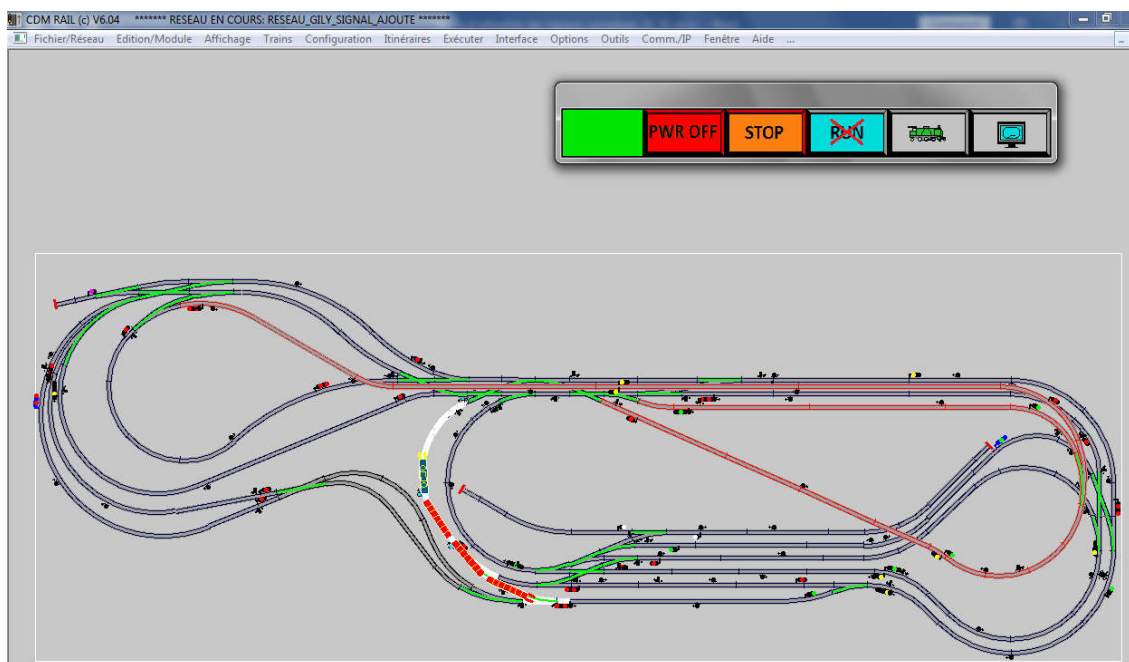 CDM RAIL (c) V6.04 ******* RESEAU EN COURS: RESEAU_GILY_SIGNAL_AJOUTE *******
Fichier/Réseau Edition/Module Affichage Trains Configuration Itinéraires Exécuter Interface Options Outils Comm./IP Fenêtre Aide ...
PWR OFF STOP RUN